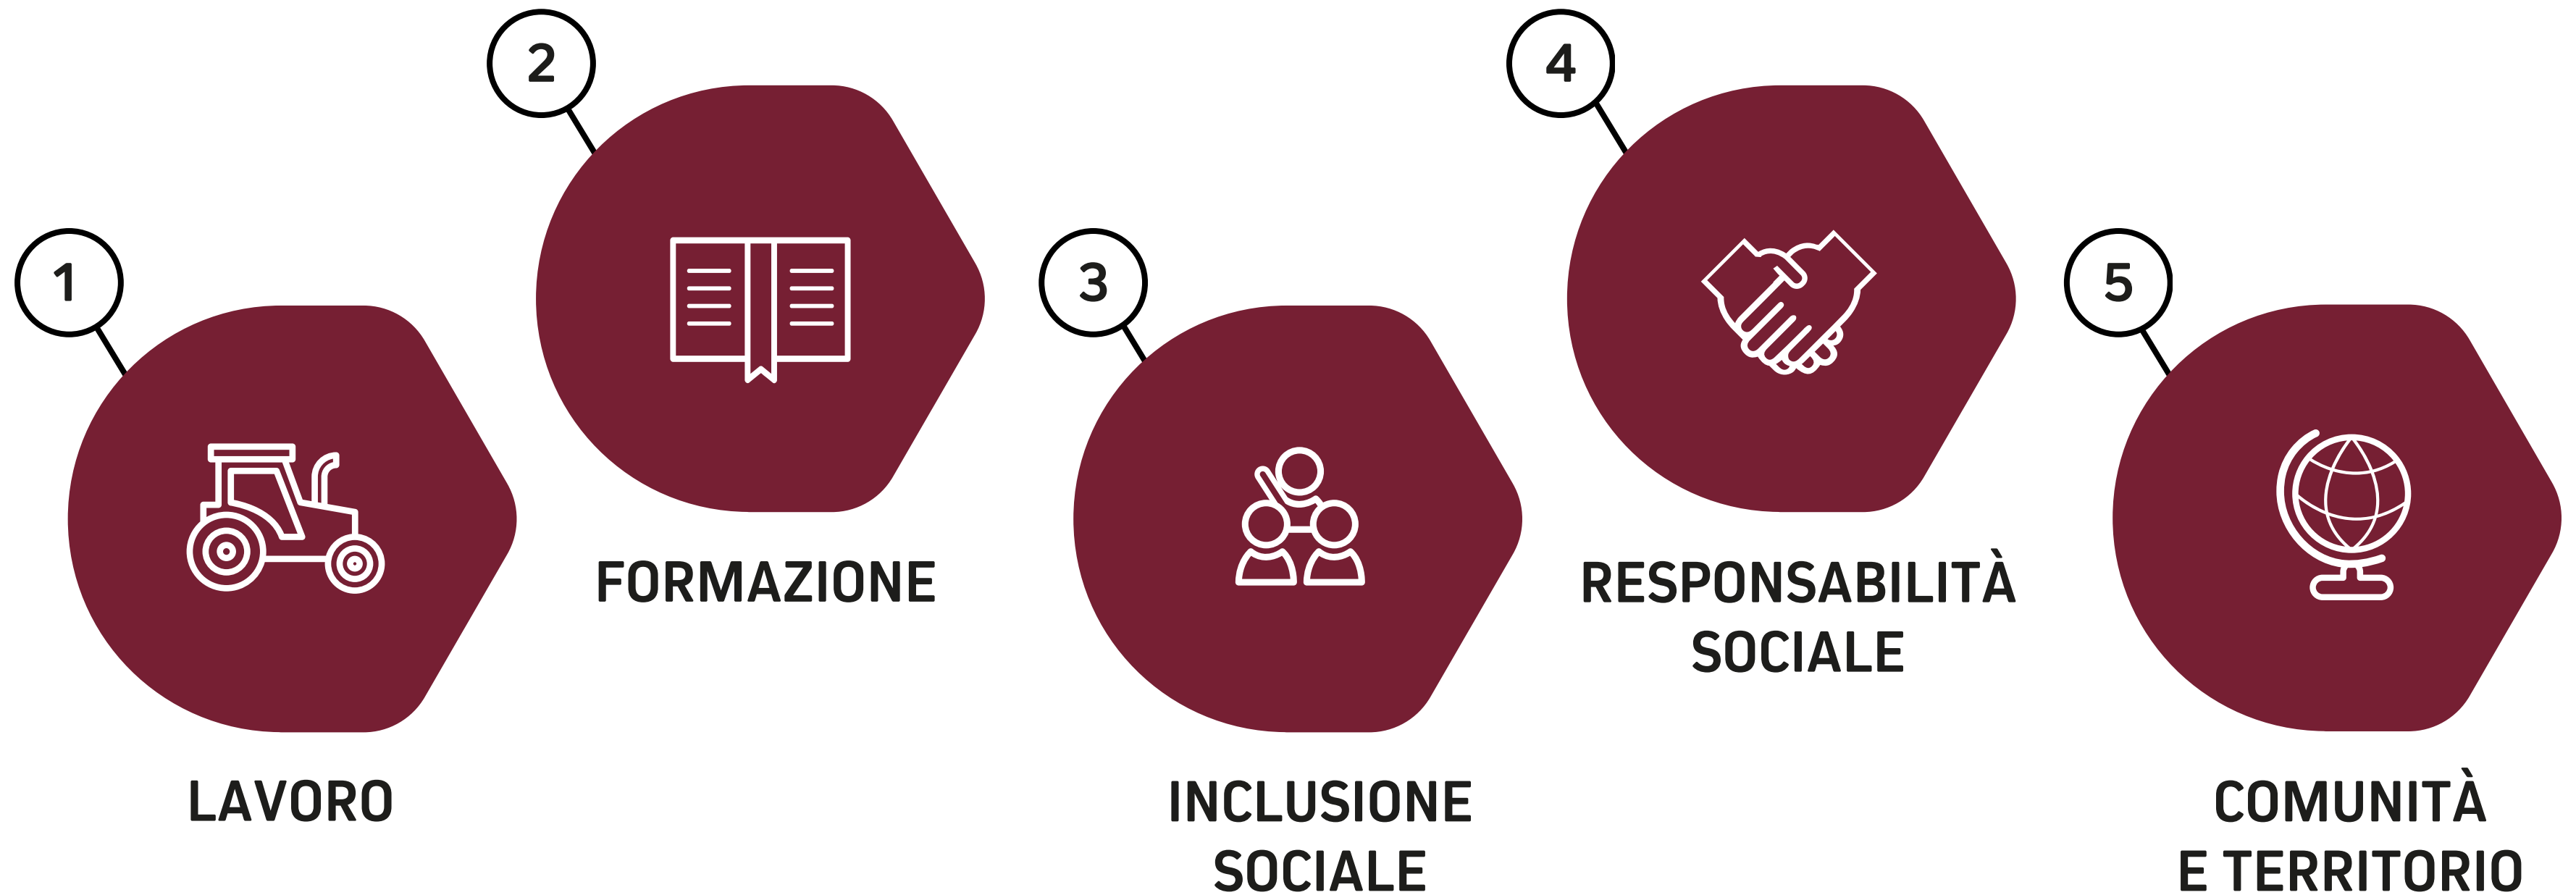 1
LAVORO
2
FORMAZIONE
3
INCLUSIONE
SOCIALE
4
RESPONSABILITÀ
SOCIALE
5
COMUNITÀ
E TERRITORIO